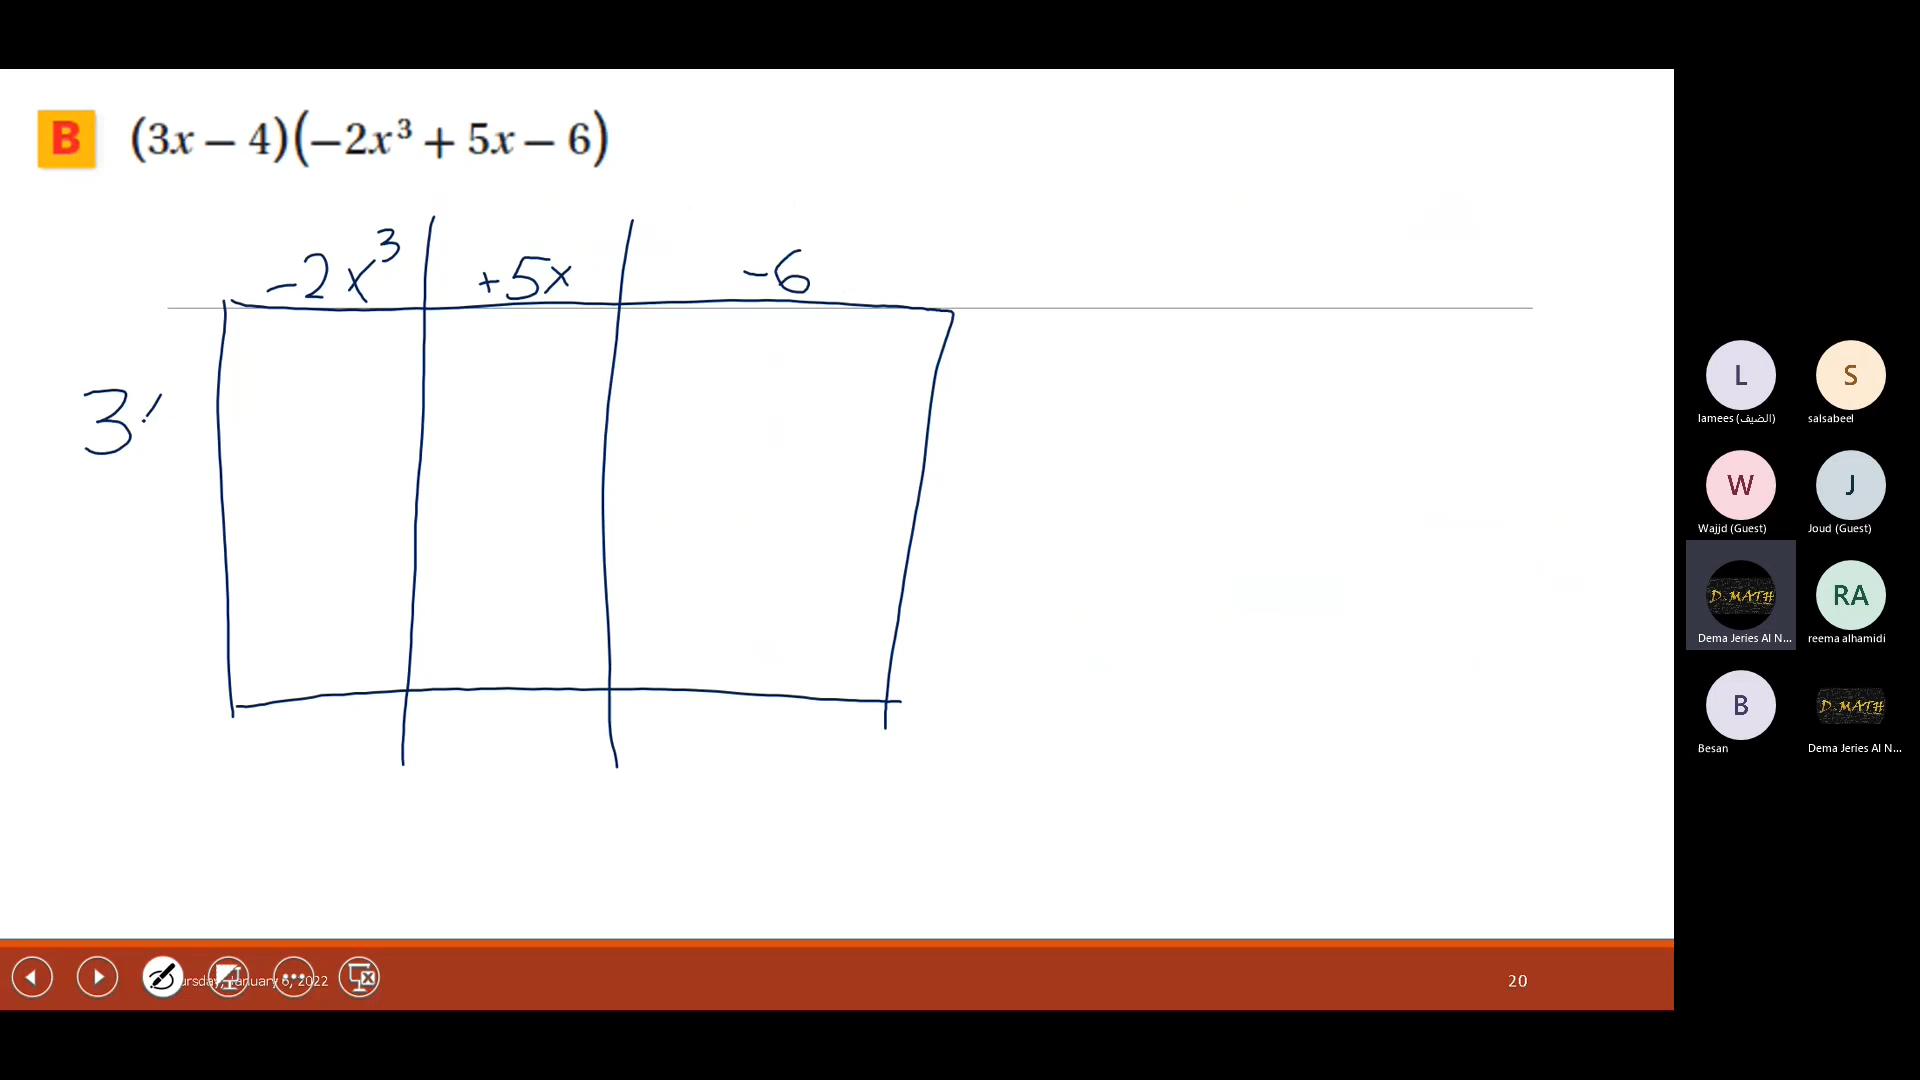 B (3x − 4)(−2x³ + 5x − 6)
−2x³ +5x −6
3
L S
lamees (الضيف) salsabeel
W J
Wajjd (Guest) Joud (Guest)
D.MATH RA
Dema Jeries Al N... reema alhamidi
B D.MATH
Besan Dema Jeries Al N...
2022 20